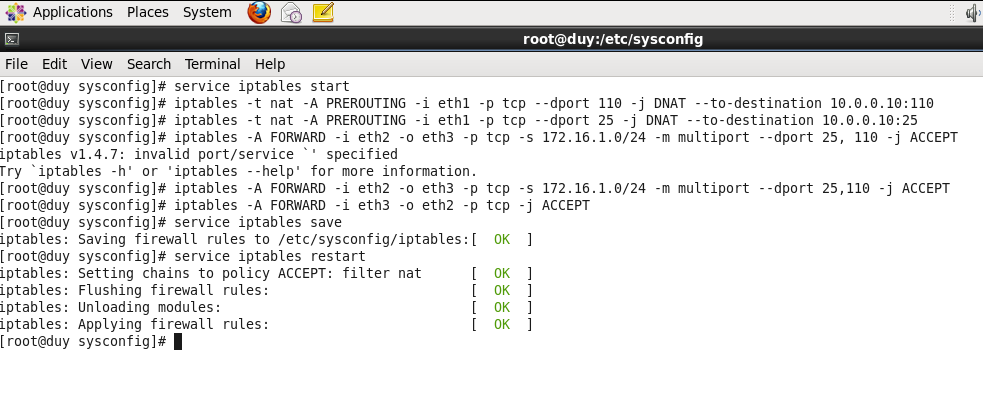 Applications Places System
root@duy:/etc/sysconfig
File Edit View Search Terminal Help
[root@duy sysconfig]# service iptables start
[root@duy sysconfig]# iptables -t nat -A PREROUTING -i eth1 -p tcp --dport 110 -j DNAT --to-destination 10.0.0.10:110
[root@duy sysconfig]# iptables -t nat -A PREROUTING -i eth1 -p tcp --dport 25 -j DNAT --to-destination 10.0.0.10:25
[root@duy sysconfig]# iptables -A FORWARD -i eth2 -o eth3 -p tcp -s 172.16.1.0/24 -m multiport --dport 25, 110 -j ACCEPT
iptables v1.4.7: invalid port/service `' specified
Try `iptables -h' or 'iptables --help' for more information.
[root@duy sysconfig]# iptables -A FORWARD -i eth2 -o eth3 -p tcp -s 172.16.1.0/24 -m multiport --dport 25,110 -j ACCEPT
[root@duy sysconfig]# iptables -A FORWARD -i eth3 -o eth2 -p tcp -j ACCEPT
[root@duy sysconfig]# service iptables save
iptables: Saving firewall rules to /etc/sysconfig/iptables:[  OK  ]
[root@duy sysconfig]# service iptables restart
iptables: Setting chains to policy ACCEPT: filter nat      [  OK  ]
iptables: Flushing firewall rules:                         [  OK  ]
iptables: Unloading modules:                               [  OK  ]
iptables: Applying firewall rules:                         [  OK  ]
[root@duy sysconfig]#